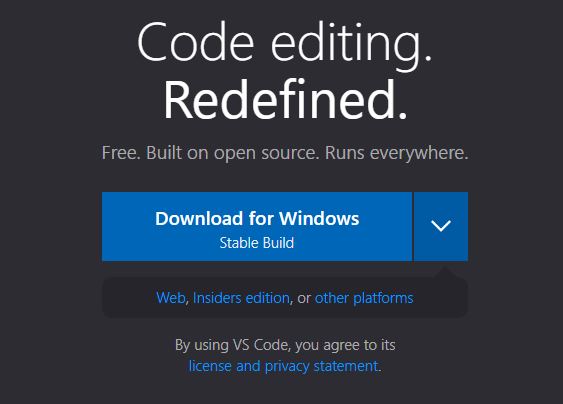 Code editing.
Redefined.
Free. Built on open source. Runs everywhere.
Download for Windows
Stable Build
Web, Insiders edition, or other platforms
By using VS Code, you agree to its
license and privacy statement.